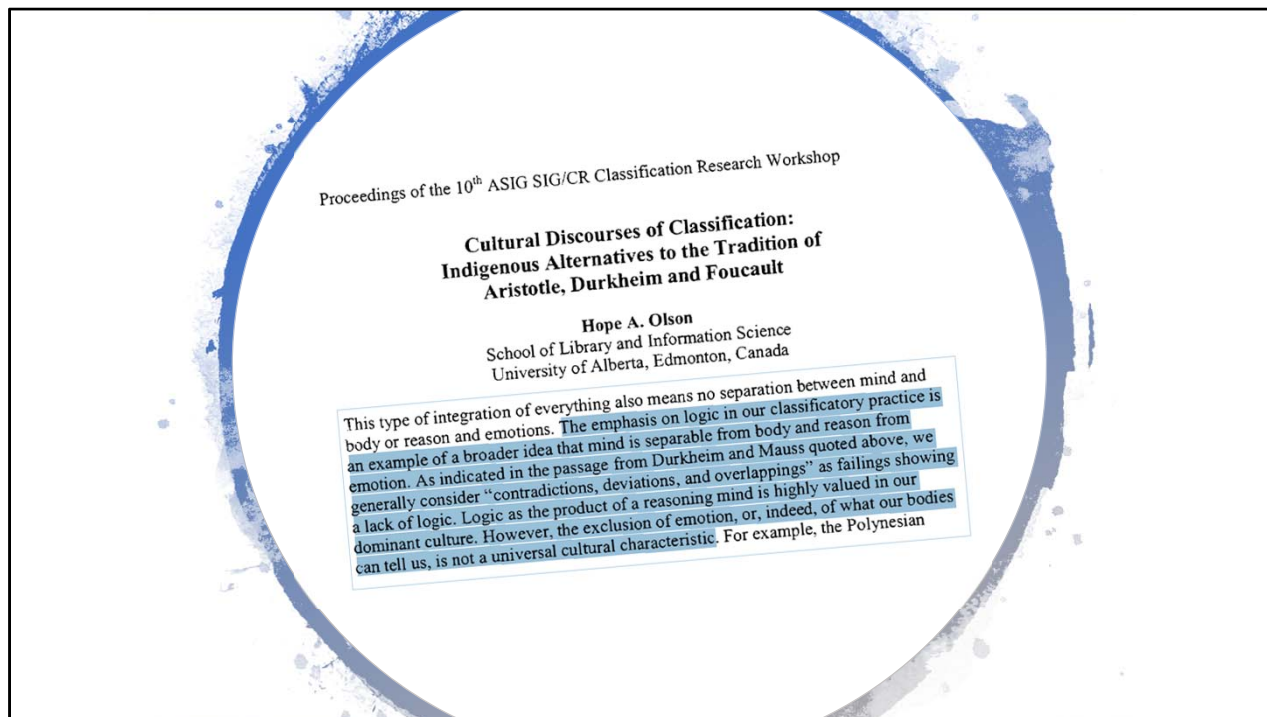 Proceedings of the 10th ASIG SIG/CR Classification Research Workshop
Cultural Discourses of Classification:
Indigenous Alternatives to the Tradition of
Aristotle, Durkheim and Foucault
Hope A. Olson
School of Library and Information Science
University of Alberta, Edmonton, Canada
This type of integration of everything also means no separation between mind and
body or reason and emotions. The emphasis on logic in our classificatory practice is
an example of a broader idea that mind is separable from body and reason from
emotion. As indicated in the passage from Durkheim and Mauss quoted above, we
generally consider “contradictions, deviations, and overlappings” as failings showing
a lack of logic. Logic as the product of a reasoning mind is highly valued in our
dominant culture. However, the exclusion of emotion, or, indeed, of what our bodies
can tell us, is not a universal cultural characteristic. For example, the Polynesian